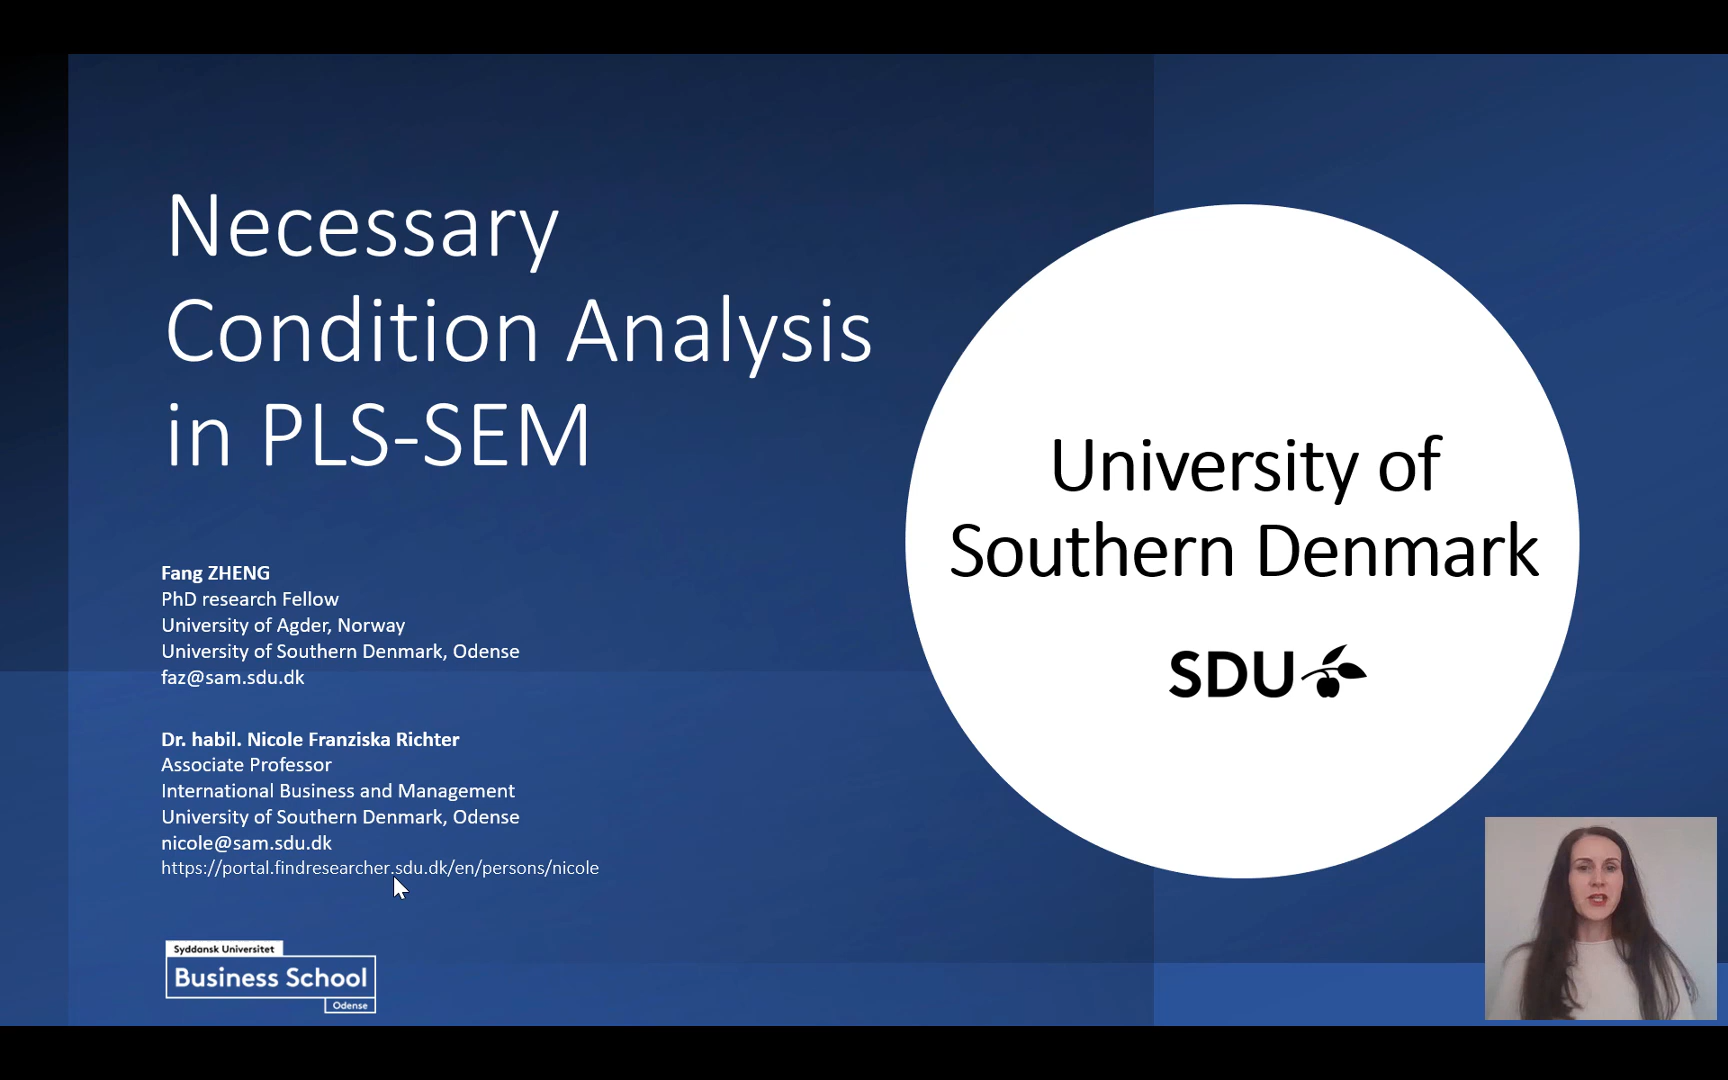 Necessary
Condition Analysis
in PLS-SEM
Fang ZHENG
PhD research Fellow
University of Agder, Norway
University of Southern Denmark, Odense
faz@sam.sdu.dk
Dr. habil. Nicole Franziska Richter
Associate Professor
International Business and Management
University of Southern Denmark, Odense
nicole@sam.sdu.dk
https://portal.findresearcher.sdu.dk/en/persons/nicole
Syddansk Universitet
Business School
Odense
University of
Southern Denmark
SDU